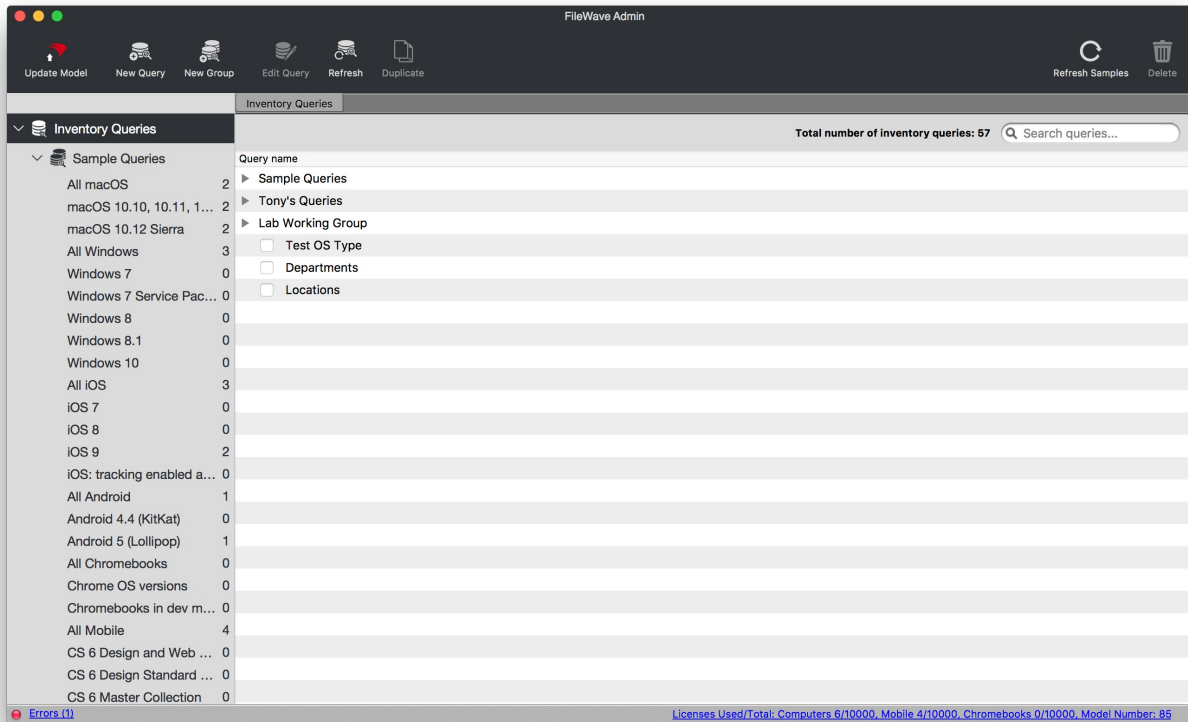 FileWave Admin
Update Model
New Query
New Group
Edit Query
Refresh
Duplicate
Refresh Samples
Delete
Inventory Queries
Inventory Queries
Total number of inventory queries: 57
Search queries...
Sample Queries
All macOS 2
macOS 10.10, 10.11, 1... 2
macOS 10.12 Sierra 2
All Windows 3
Windows 7 0
Windows 7 Service Pac... 0
Windows 8 0
Windows 8.1 0
Windows 10 0
All iOS 3
iOS 7 0
iOS 8 0
iOS 9 2
iOS: tracking enabled a... 0
All Android 1
Android 4.4 (KitKat) 0
Android 5 (Lollipop) 1
All Chromebooks 0
Chrome OS versions 0
Chromebooks in dev m... 0
All Mobile 4
CS 6 Design and Web ... 0
CS 6 Design Standard ... 0
CS 6 Master Collection 0
Query name
Sample Queries
Tony's Queries
Lab Working Group
Test OS Type
Departments
Locations
Errors (1)
Licenses Used/Total: Computers 6/10000, Mobile 4/10000, Chromebooks 0/10000, Model Number: 85